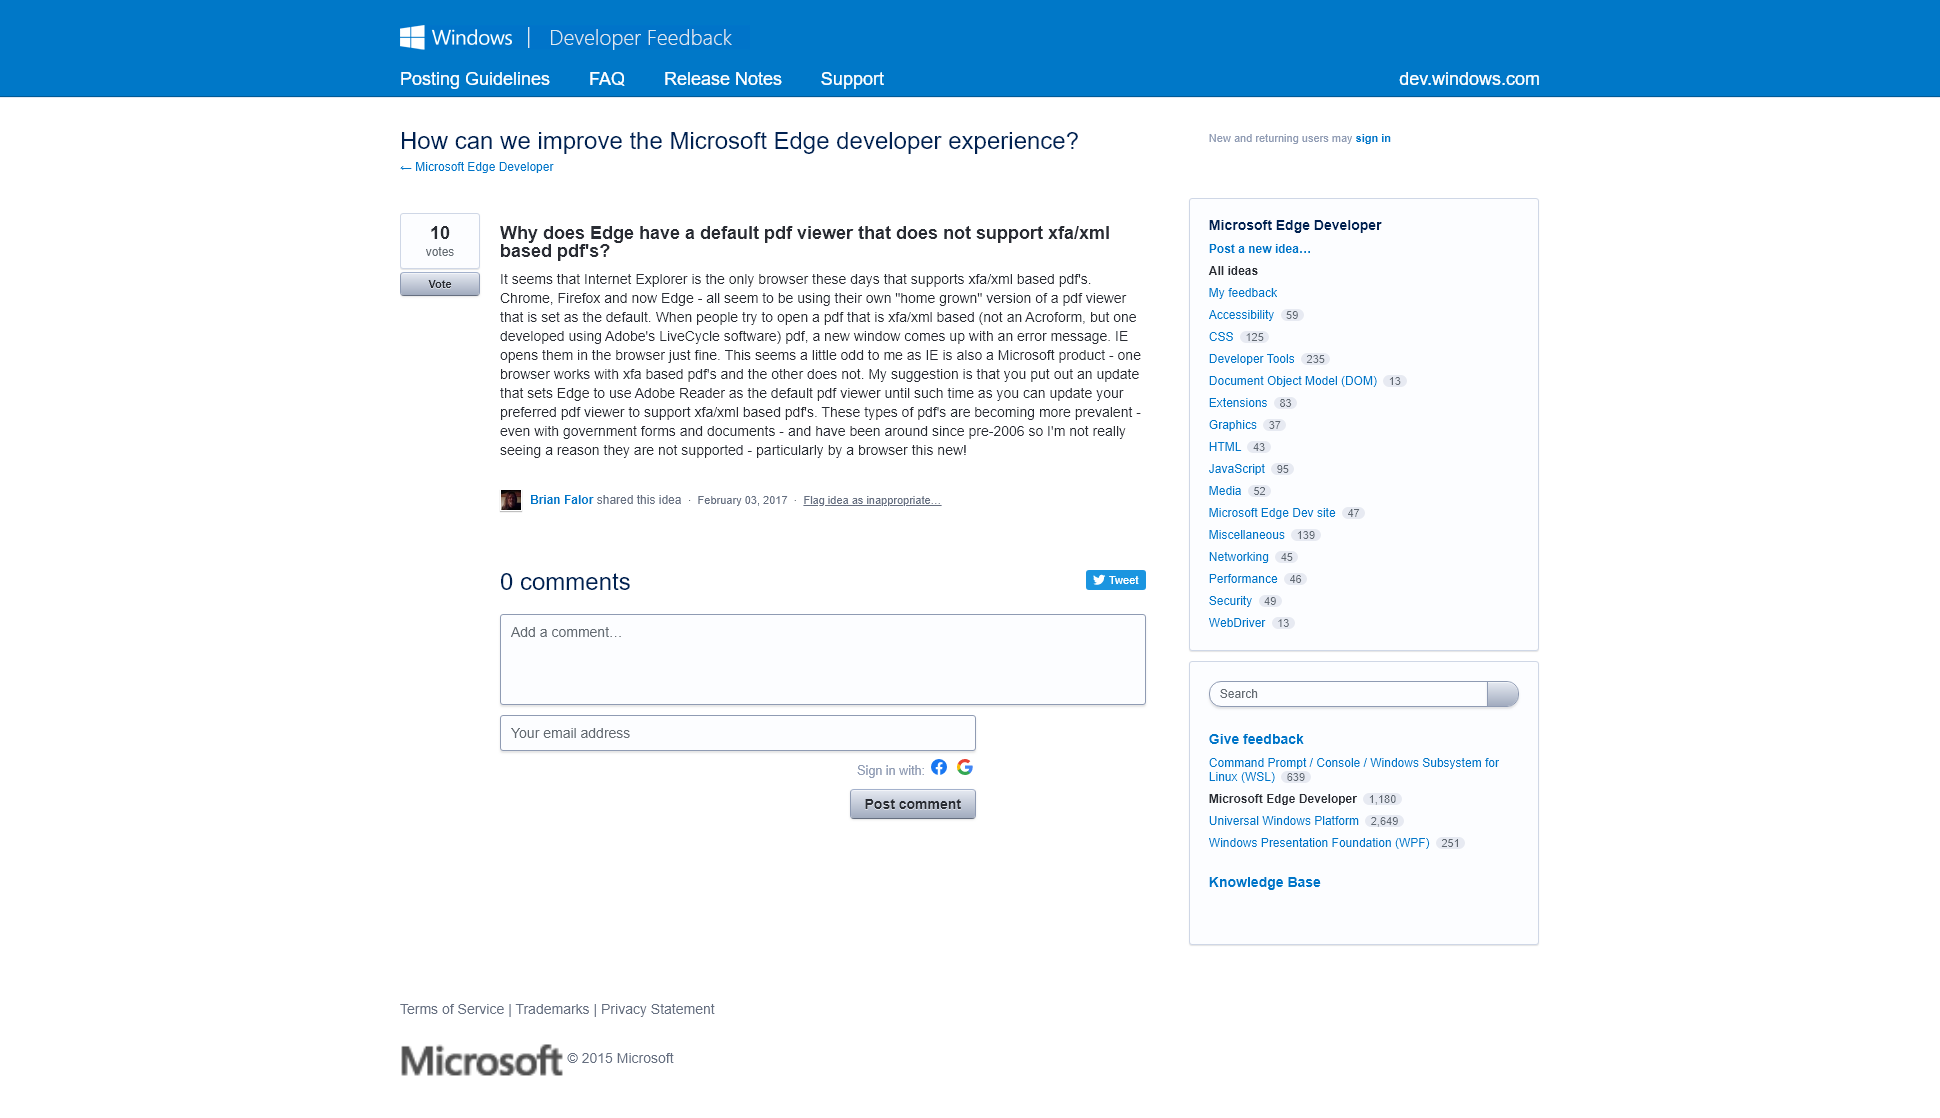 Windows | Developer Feedback
Posting Guidelines FAQ Release Notes Support dev.windows.com
How can we improve the Microsoft Edge developer experience?
← Microsoft Edge Developer
New and returning users may sign in
10
votes
Vote
Why does Edge have a default pdf viewer that does not support xfa/xml
based pdf's?
It seems that Internet Explorer is the only browser these days that supports xfa/xml based pdf's.
Chrome, Firefox and now Edge - all seem to be using their own "home grown" version of a pdf viewer
that is set as the default. When people try to open a pdf that is xfa/xml based (not an Acroform, but one
developed using Adobe's LiveCycle software) pdf, a new window comes up with an error message. IE
opens them in the browser just fine. This seems a little odd to me as IE is also a Microsoft product - one
browser works with xfa based pdf's and the other does not. My suggestion is that you put out an update
that sets Edge to use Adobe Reader as the default pdf viewer until such time as you can update your
preferred pdf viewer to support xfa/xml based pdf's. These types of pdf's are becoming more prevalent -
even with government forms and documents - and have been around since pre-2006 so I'm not really
seeing a reason they are not supported - particularly by a browser this new!
Brian Falor shared this idea · February 03, 2017 · Flag idea as inappropriate…
0 comments
Tweet
Add a comment…
Your email address
Sign in with:
Post comment
Microsoft Edge Developer
Post a new idea…
All ideas
My feedback
Accessibility 59
CSS 125
Developer Tools 235
Document Object Model (DOM) 13
Extensions 83
Graphics 37
HTML 43
JavaScript 95
Media 52
Microsoft Edge Dev site 47
Miscellaneous 139
Networking 45
Performance 46
Security 49
WebDriver 13
Search
Give feedback
Command Prompt / Console / Windows Subsystem for
Linux (WSL) 639
Microsoft Edge Developer 1,180
Universal Windows Platform 2,649
Windows Presentation Foundation (WPF) 251
Knowledge Base
Terms of Service | Trademarks | Privacy Statement
Microsoft © 2015 Microsoft